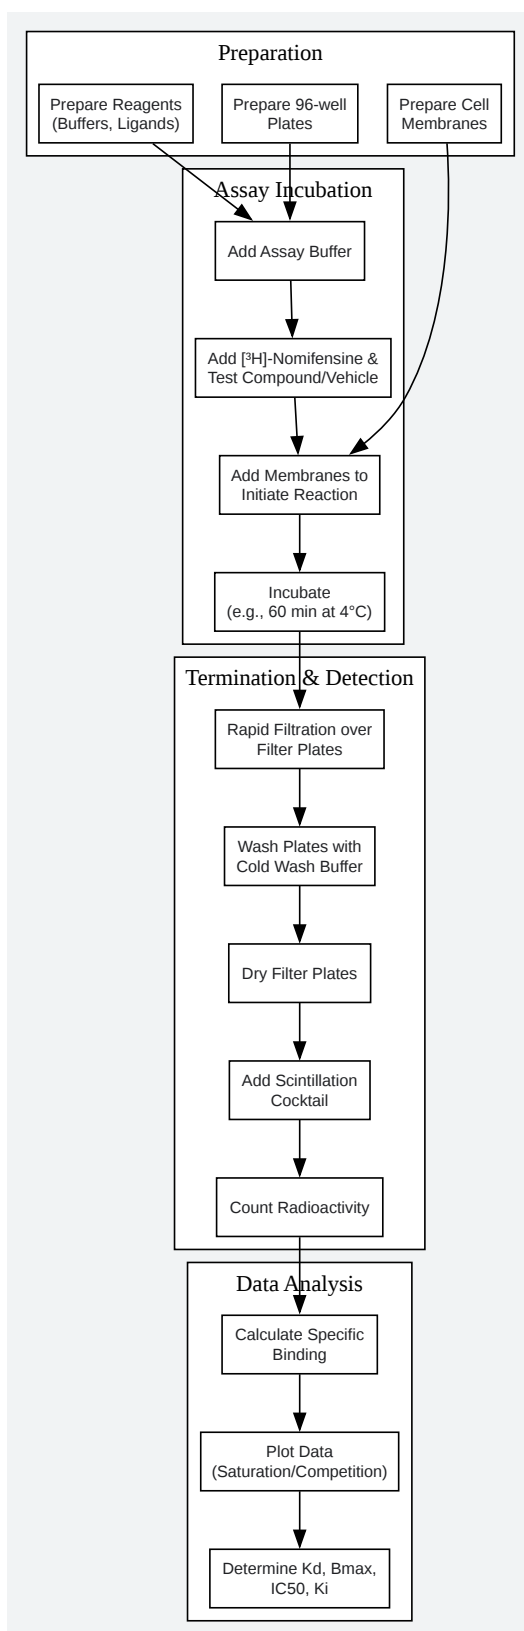 Preparation
Prepare Reagents
(Buffers, Ligands)
Prepare 96-well
Plates
Prepare Cell
Membranes
Assay Incubation
Add Assay Buffer
Add [³H]-Nomifensine &
Test Compound/Vehicle
Add Membranes to
Initiate Reaction
Incubate
(e.g., 60 min at 4°C)
Termination & Detection
Rapid Filtration over
Filter Plates
Wash Plates with
Cold Wash Buffer
Dry Filter Plates
Add Scintillation
Cocktail
Count Radioactivity
Data Analysis
Calculate Specific
Binding
Plot Data
(Saturation/Competition)
Determine Kd, Bmax,
IC50, Ki